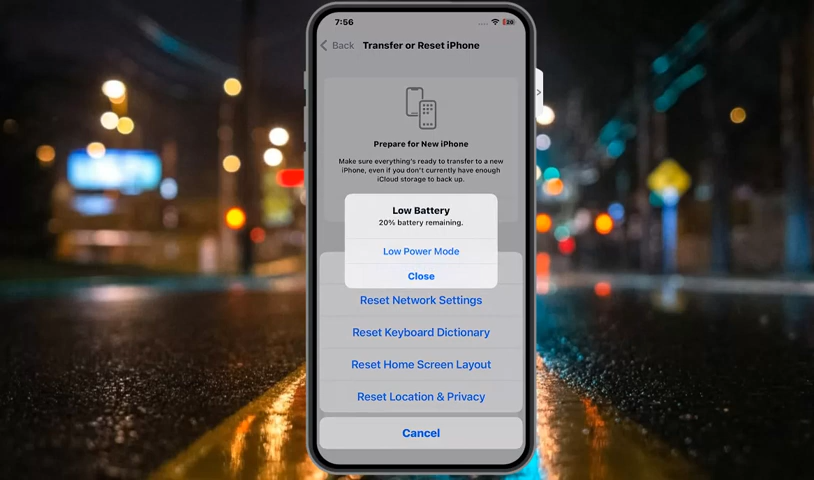 7:56
20
Back
Transfer or Reset iPhone
Prepare for New iPhone
Make sure everything's ready to transfer to a new
iPhone, even if you don't currently have enough
iCloud storage to back up.
Low Battery
20% battery remaining.
Low Power Mode
Close
Reset Network Settings
Reset Keyboard Dictionary
Reset Home Screen Layout
Reset Location & Privacy
Cancel